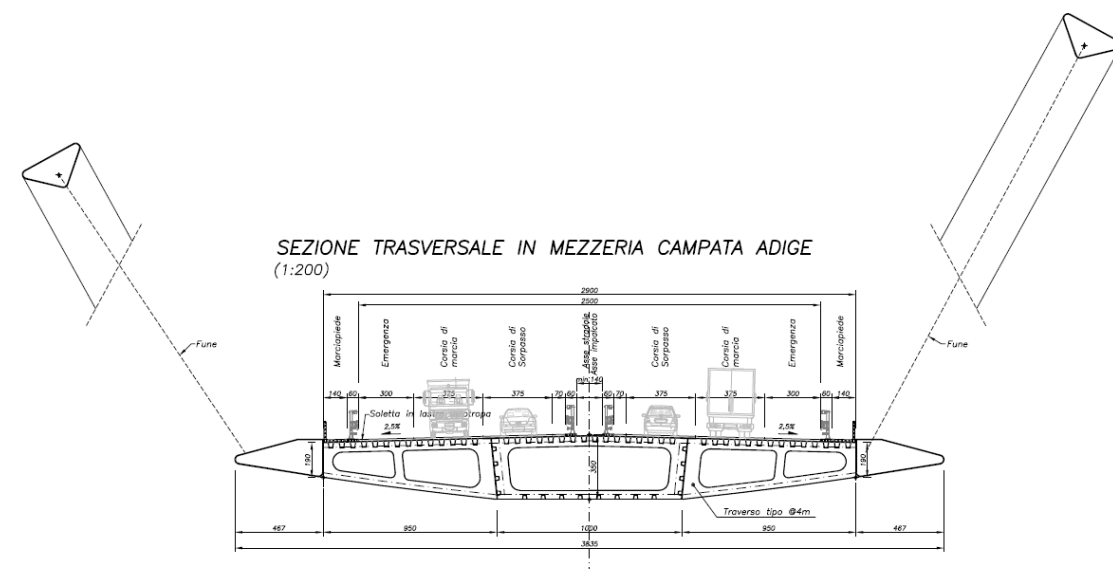 SEZIONE TRASVERSALE IN MEZZERIA CAMPATA ADIGE
(1:200)
2900
2500
Marciapiede
Emergenza
Corsia di
marcia
Corsia di
Sorpasso
Asse stradale
Asse impalcato
Corsia di
Sorpasso
Corsia di
marcia
Emergenza
Marciapiede
Fune
Fune
min.140
140 60 300 375 375 70 60 60 70 375 375 300 60 140
Soletta in lastra ortotropa
2,5% 2,5%
190 350 190
Traverso tipo @4m
467 950 1000 950 467
3835